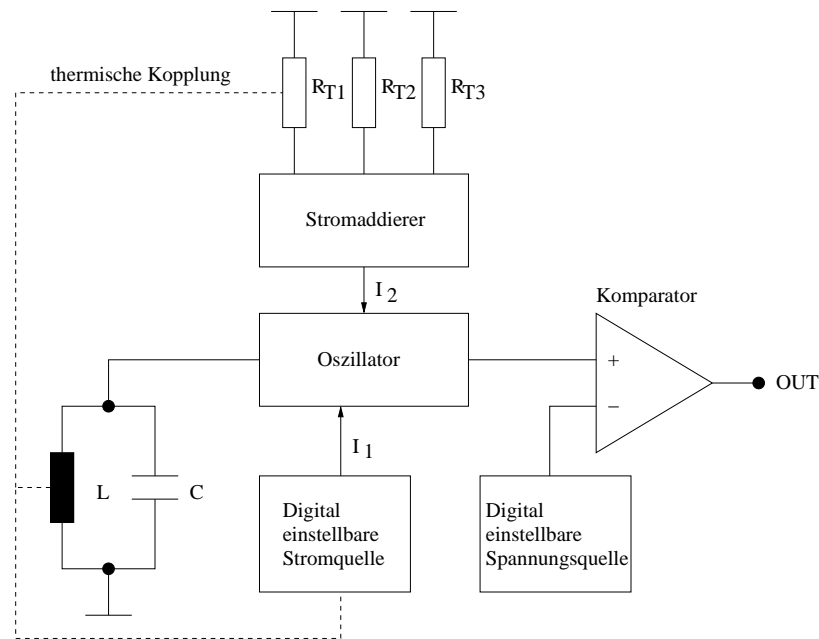 thermische Kopplung
RT1
RT2
RT3
Stromaddierer
I 2
Komparator
Oszillator
+
−
OUT
I 1
L
C
Digital
einstellbare
Stromquelle
Digital
einstellbare
Spannungsquelle